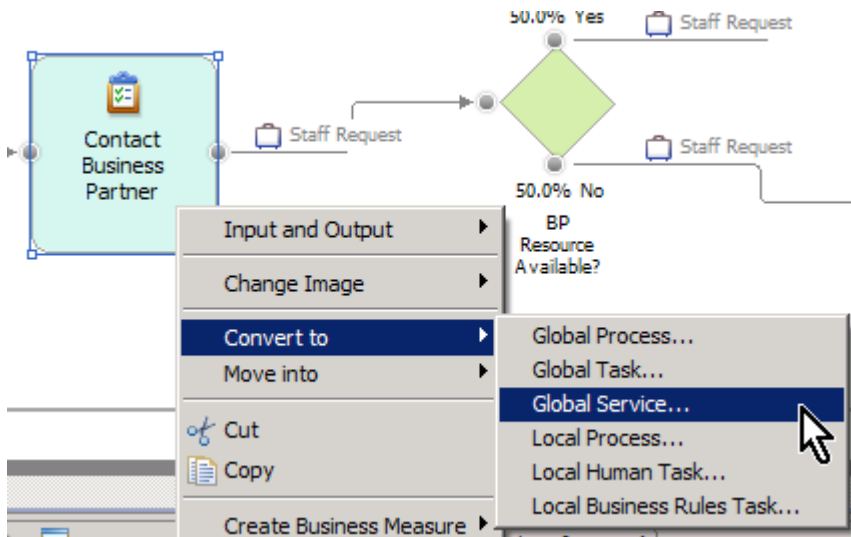 50.0% Yes
Staff Request
Contact
Business
Partner
Staff Request
Staff Request
50.0% No
BP
Resource
Available?
Input and Output
Change Image
Convert to
Move into
Cut
Copy
Create Business Measure
Global Process...
Global Task...
Global Service...
Local Process...
Local Human Task...
Local Business Rules Task...